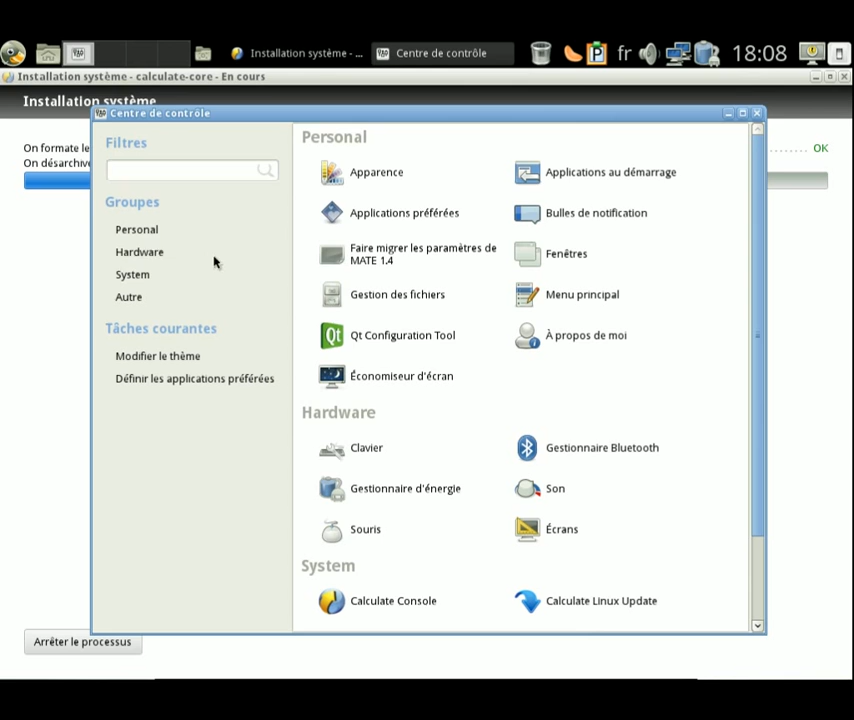 Installation système - ...
Centre de contrôle
fr
18:08
Installation système - calculate-core - En cours
Installation système
Centre de contrôle
On formate le
OK
On désarchiv
Filtres
Groupes
Personal
Hardware
System
Autre
Tâches courantes
Modifier le thème
Définir les applications préférées
Personal
Apparence
Applications au démarrage
Applications préférées
Bulles de notification
Faire migrer les paramètres de
MATE 1.4
Fenêtres
Gestion des fichiers
Menu principal
Qt Configuration Tool
À propos de moi
Économiseur d'écran
Hardware
Clavier
Gestionnaire Bluetooth
Gestionnaire d'énergie
Son
Souris
Écrans
System
Calculate Console
Calculate Linux Update
Arrêter le processus